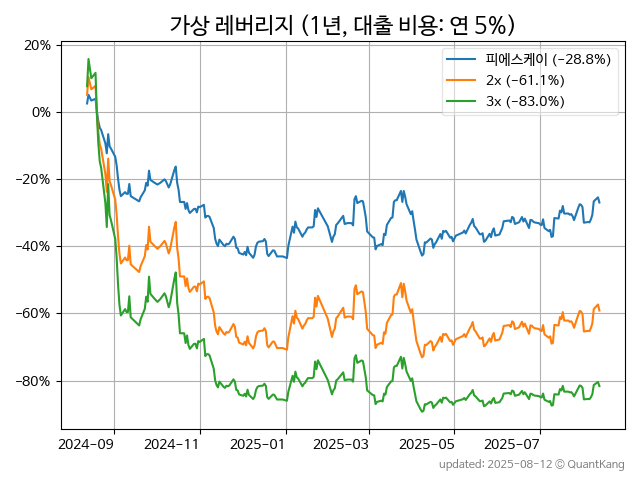 가상 레버리지 (1년, 대출 비용: 연 5%)
피에스케이 (−28.8%)
2x (−61.1%)
3x (−83.0%)
20%
0%
−20%
−40%
−60%
−80%
2024-09 2024-11 2025-01 2025-03 2025-05 2025-07
updated: 2025-08-12 © QuantKang